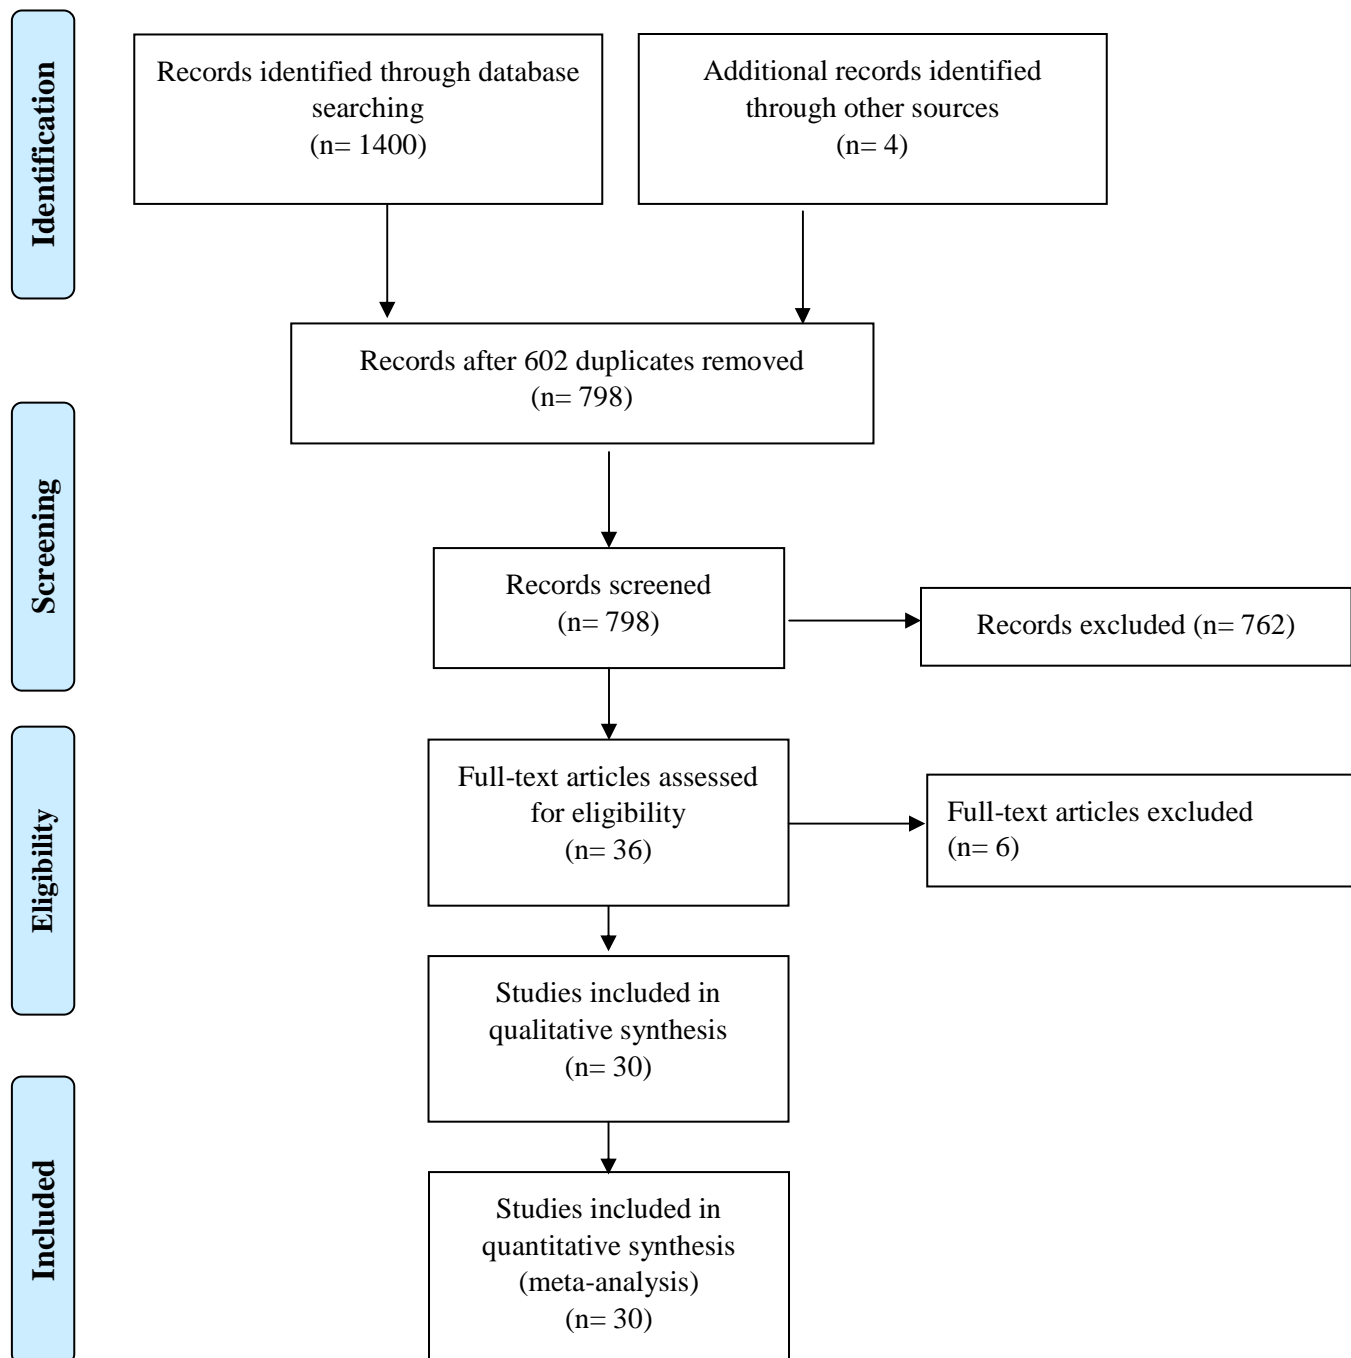 Identification
Records identified through database
searching
(n= 1400)
Additional records identified
through other sources
(n= 4)
Records after 602 duplicates removed
(n= 798)
Screening
Records screened
(n= 798)
Records excluded (n= 762)
Eligibility
Full-text articles assessed
for eligibility
(n= 36)
Full-text articles excluded
(n= 6)
Studies included in
qualitative synthesis
(n= 30)
Included
Studies included in
quantitative synthesis
(meta-analysis)
(n= 30)